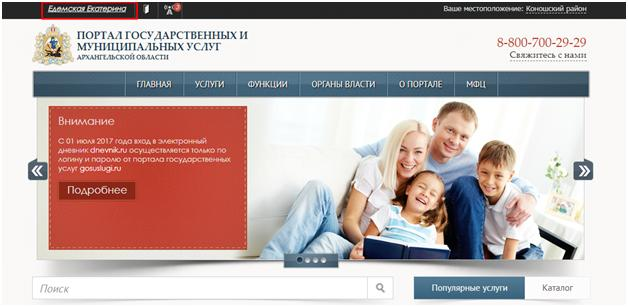 Едемская Екатерина
3
Ваше местоположение: Коношский район
ПОРТАЛ ГОСУДАРСТВЕННЫХ И
МУНИЦИПАЛЬНЫХ УСЛУГ
АРХАНГЕЛЬСКОЙ ОБЛАСТИ
8-800-700-29-29
Свяжитесь с нами
ГЛАВНАЯ УСЛУГИ ФУНКЦИИ ОРГАНЫ ВЛАСТИ О ПОРТАЛЕ МФЦ
Внимание
С 01 июля 2017 года вход в электронный
дневник dnevnik.ru осуществляется только по
логину и паролю от портала государственных
услуг gosuslugi.ru
Подробнее
Поиск
Популярные услуги Каталог